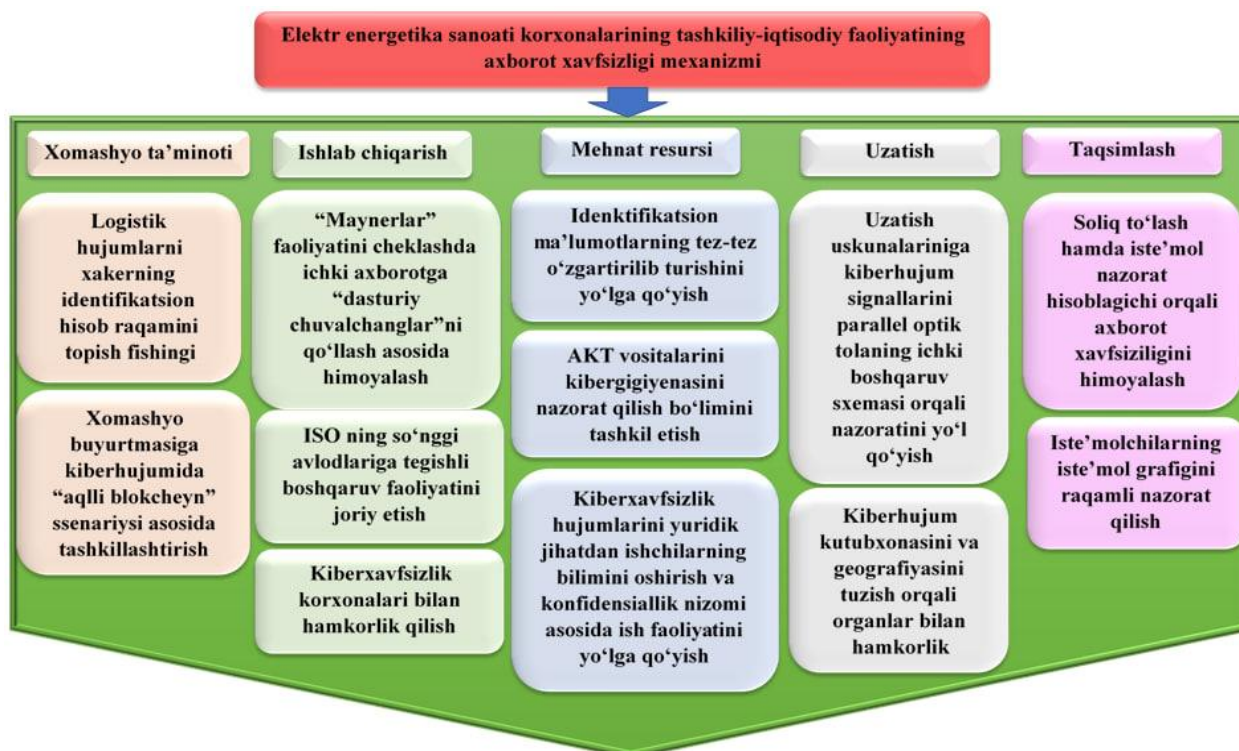 Elektr energetika sanoati korxonalarining tashkiliy-iqtisodiy faoliyatining
axborot xavfsizligi mexanizmi
Xomashyo ta’minoti
Logistik
hujumlarni
xakerning
identifikatsion
hisob raqamini
topish fishingi
Xomashyo
buyurtmasiga
kiberhujumida
“aqlli blokcheyn”
ssenariysi asosida
tashkillashtirish
Ishlab chiqarish
“Maynerlar”
faoliyatini cheklashda
ichki axborotga
“dasturiy
chuvalchanglar”ni
qo‘llash asosida
himoyalash
ISO ning so‘nggi
avlodlariga tegishli
boshqaruv faoliyatini
joriy etish
Kiberxavfsizlik
korxonalari bilan
hamkorlik qilish
Mehnat resursi
Idenktifikatsion
ma’lumotlarning tez-tez
o‘zgartirilib turishini
yo‘lga qo‘yish
AKT vositalarini
kibergigiyenasini
nazorat qilish bo‘limini
tashkil etish
Kiberxavfsizlik
hujumlarini yuridik
jihatdan ishchilarning
bilimini oshirish va
konfidensiallik nizomi
asosida ish faoliyatini
yo‘lga qo‘yish
Uzatish
Uzatish
uskunalariniga
kiberhujum
signallarini
parallel optik
tolaning ichki
boshqaruv
sxemasi orqali
nazoratini yo‘l
qo‘yish
Kiberhujum
kutubxonasini va
geografiyasini
tuzish orqali
organlar bilan
hamkorlik
Taqsimlash
Soliq to‘lash
hamda iste’mol
nazorat
hisoblagichi orqali
axborot
xavfsiziligini
himoyalash
Iste’molchilarning
iste’mol grafigini
raqamli nazorat
qilish